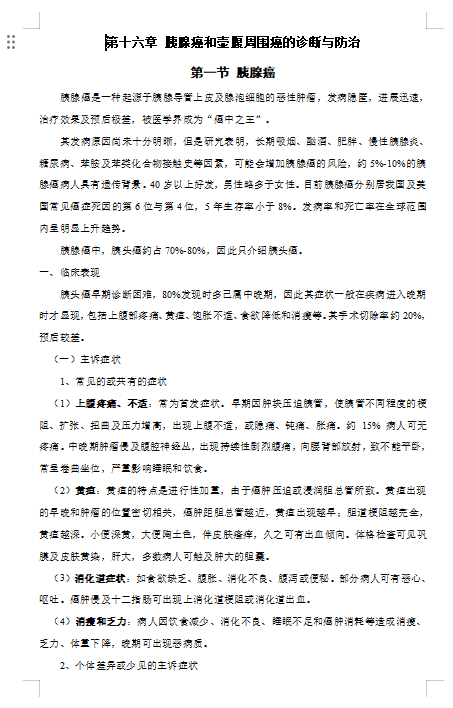 第十六章 胰腺癌和壶腹周围癌的诊断与防治
第一节 胰腺癌
胰腺癌是一种起源于胰腺导管上皮及腺泡细胞的恶性肿瘤，发病隐匿，进展迅速，
治疗效果及预后极差，被医学界成为“癌中之王”。
其发病原因尚未十分明晰，但是研究表明，长期吸烟、酗酒、肥胖、慢性胰腺炎、
糖尿病、苯胺及苯类化合物接触史等因素，可能会增加胰腺癌的风险，约 5%-10%的胰
腺癌病人具有遗传背景。40 岁以上好发，男性略多于女性。目前胰腺癌分别居我国及美
国常见癌症死因的第 6 位与第 4 位，5 年生存率小于 8%。发病率和死亡率在全球范围
内呈明显上升趋势。
胰腺癌中，胰头癌约占 70%-80%，因此只介绍胰头癌。
一、临床表现
胰头癌早期诊断困难，80%发现时多已属中晚期，因此其症状一般在疾病进入晚期
时才显现，包括上腹部疼痛、黄疸、饱胀不适、食欲降低和消瘦等。其手术切除率约 20%，
预后较差。
（一）主诉症状
1、常见的或共有的症状
（1）上腹疼痛、不适：常为首发症状。早期因肿块压迫胰管，使胰管不同程度的梗
阻、扩张、扭曲及压力增高，出现上腹不适，或隐痛、钝痛、胀痛。约 15% 病人可无
疼痛。中晚期肿瘤侵及腹腔神经丛，出现持续性剧烈腹痛，向腰背部放射，致不能平卧，
常呈卷曲坐位，严重影响睡眠和饮食。
（2）黄疸：黄疸的特点是进行性加重，由于癌肿压迫或浸润胆总管所致。黄疸出现
的早晚和肿瘤的位置密切相关，癌肿距胆总管越近，黄疸出现越早；胆道梗阻越完全，
黄疸越深。小便深黄，大便陶土色，伴皮肤瘙痒，久之可有出血倾向。体格检查可见巩
膜及皮肤黄染，肝大，多数病人可触及肿大的胆囊。
（3）消化道症状：如食欲缺乏、腹胀、消化不良、腹泻或便秘。部分病人可有恶心、
呕吐。癌肿侵及十二指肠可出现上消化道梗阻或消化道出血。
（4）消瘦和乏力：病人因饮食减少、消化不良、睡眠不足和癌肿消耗等造成消瘦、
乏力、体重下降，晚期可出现恶病质。
2、个体差异或少见的主诉症状